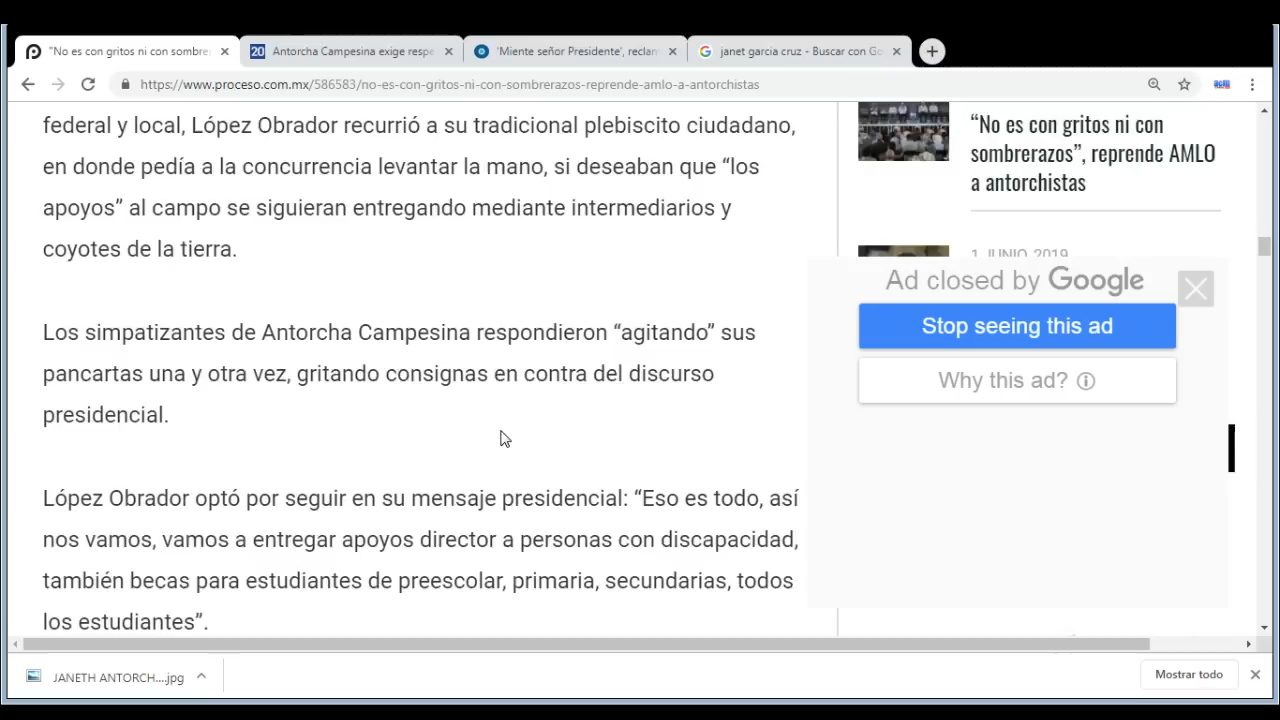 "No es con gritos ni con sombre
Antorcha Campesina exige resp
'Miente señor Presidente', reclam
janet garcia cruz - Buscar con Go
https://www.proceso.com.mx/586583/no-es-con-gritos-ni-con-sombrerazos-reprende-amlo-a-antorchistas
federal y local, López Obrador recurrió a su tradicional plebiscito ciudadano,
en donde pedía a la concurrencia levantar la mano, si deseaban que “los
apoyos” al campo se siguieran entregando mediante intermediarios y
coyotes de la tierra.
Los simpatizantes de Antorcha Campesina respondieron “agitando” sus
pancartas una y otra vez, gritando consignas en contra del discurso
presidencial.
López Obrador optó por seguir en su mensaje presidencial: “Eso es todo, así
nos vamos, vamos a entregar apoyos director a personas con discapacidad,
también becas para estudiantes de preescolar, primaria, secundarias, todos
los estudiantes”.
“No es con gritos ni con
sombrerazos”, reprende AMLO
a antorchistas
1 JUNIO, 2019
Ad closed by Google
Stop seeing this ad
Why this ad?
JANETH ANTORCH....jpg
Mostrar todo